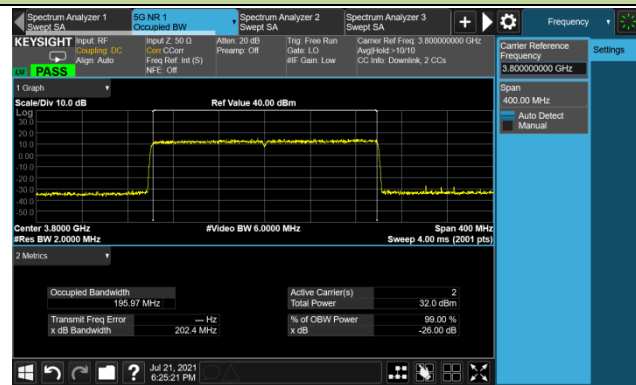 Spectrum Analyzer 1
Swept SA
5G NR 1
Occupied BW
Spectrum Analyzer 2
Swept SA
Spectrum Analyzer 3
Swept SA
+
Frequency
KEYSIGHT
Input: RF
Coupling: DC
Align: Auto
Input Z: 50 Ω
Corr CCorr
Freq Ref: Int (S)
NFE: Off
Atten: 20 dB
Preamp: Off
Trig: Free Run
Gate: LO
#IF Gain: Low
Carrier Ref Freq: 3.800000000 GHz
Avg|Hold:>10/10
CC Info: Downlink, 2 CCs
PASS
Carrier Reference
Frequency
3.800000000 GHz
Settings
Span
400.00 MHz
Auto Detect
Manual
1 Graph
Scale/Div 10.0 dB
Ref Value 40.00 dBm
Log
30.0
20.0
10.0
0.00
-10.0
-20.0
-30.0
-40.0
-50.0
Center 3.8000 GHz
#Video BW 6.0000 MHz
Span 400 MHz
#Res BW 2.0000 MHz
Sweep 4.00 ms (2001 pts)
2 Metrics
Occupied Bandwidth
195.97 MHz
Active Carrier(s) 2
Total Power 32.0 dBm
Transmit Freq Error --- Hz
x dB Bandwidth 202.4 MHz
% of OBW Power 99.00 %
x dB -26.00 dB
?
Jul 21, 2021
6:25:21 PM